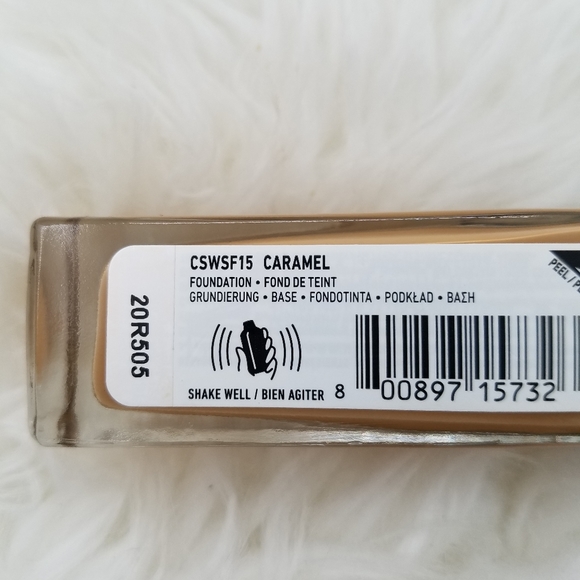 CSWSF15 CARAMEL
FOUNDATION • FOND DE TEINT
GRUNDIERUNG • BASE • FONDOTINTA • PODKŁAD • ΒΑΣΗ
20R505
SHAKE WELL / BIEN AGITER
8 00897 15732
PEEL /